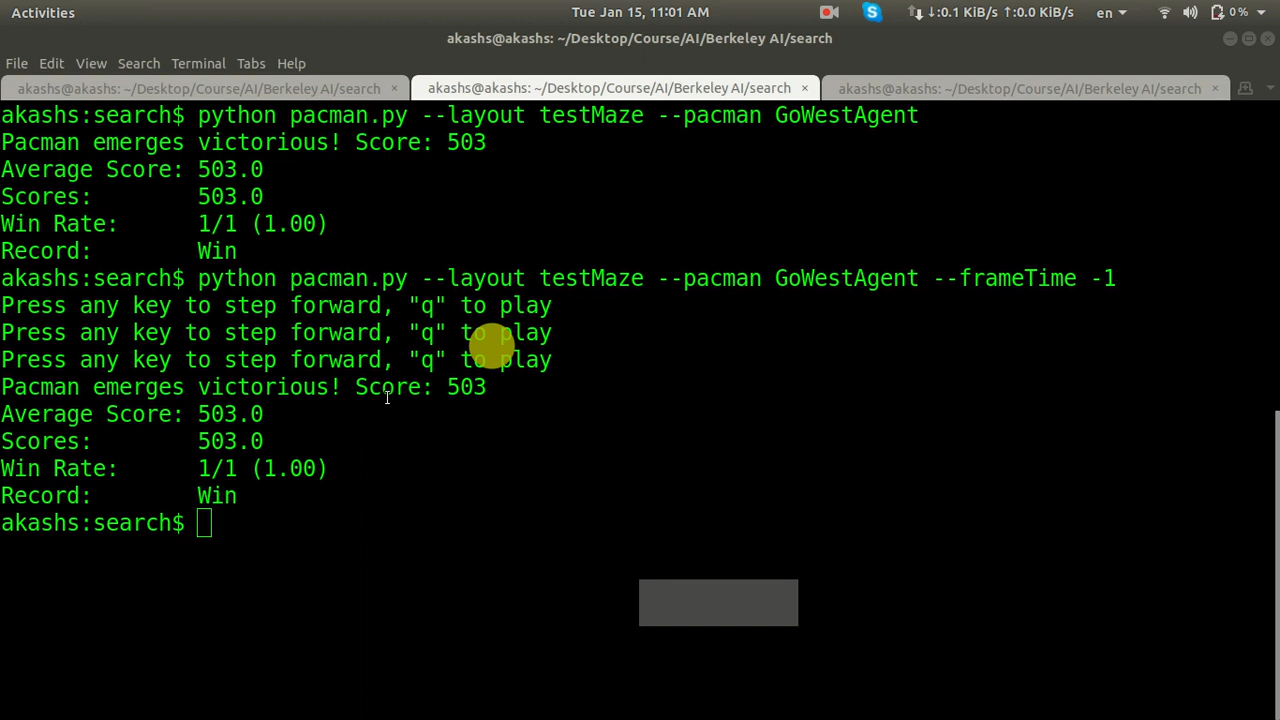 Activities
Tue Jan 15, 11:01 AM
↓:0.1 KiB/s ↑:0.0 KiB/s
en
0 %
akashs@akashs: ~/Desktop/Course/AI/Berkeley AI/search
File Edit View Search Terminal Tabs Help
akashs@akashs: ~/Desktop/Course/AI/Berkeley AI/search ×
akashs@akashs: ~/Desktop/Course/AI/Berkeley AI/search ×
akashs@akashs: ~/Desktop/Course/AI/Berkeley AI/search ×
akashs:search$ python pacman.py --layout testMaze --pacman GoWestAgent
Pacman emerges victorious! Score: 503
Average Score: 503.0
Scores:        503.0
Win Rate:      1/1 (1.00)
Record:        Win
akashs:search$ python pacman.py --layout testMaze --pacman GoWestAgent --frameTime -1
Press any key to step forward, "q" to play
Press any key to step forward, "q" to play
Press any key to step forward, "q" to play
Pacman emerges victorious! Score: 503
Average Score: 503.0
Scores:        503.0
Win Rate:      1/1 (1.00)
Record:        Win
akashs:search$